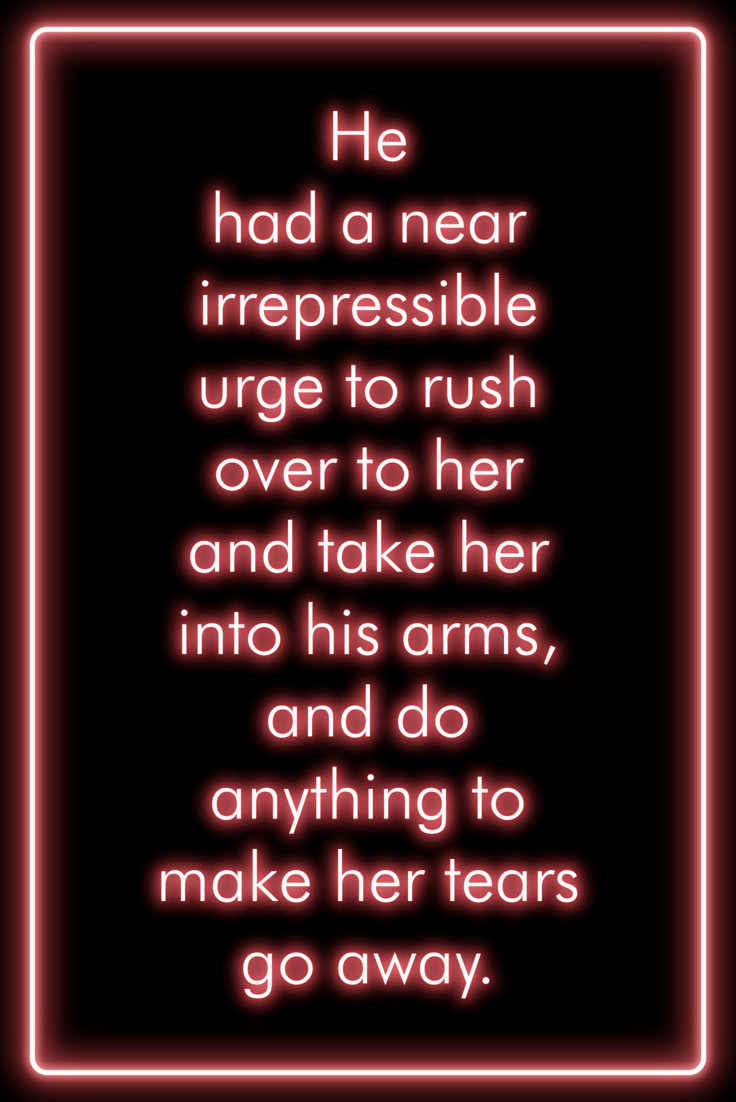 He
had a near
irrepressible
urge to rush
over to her
and take her
into his arms,
and do
anything to
make her tears
go away.